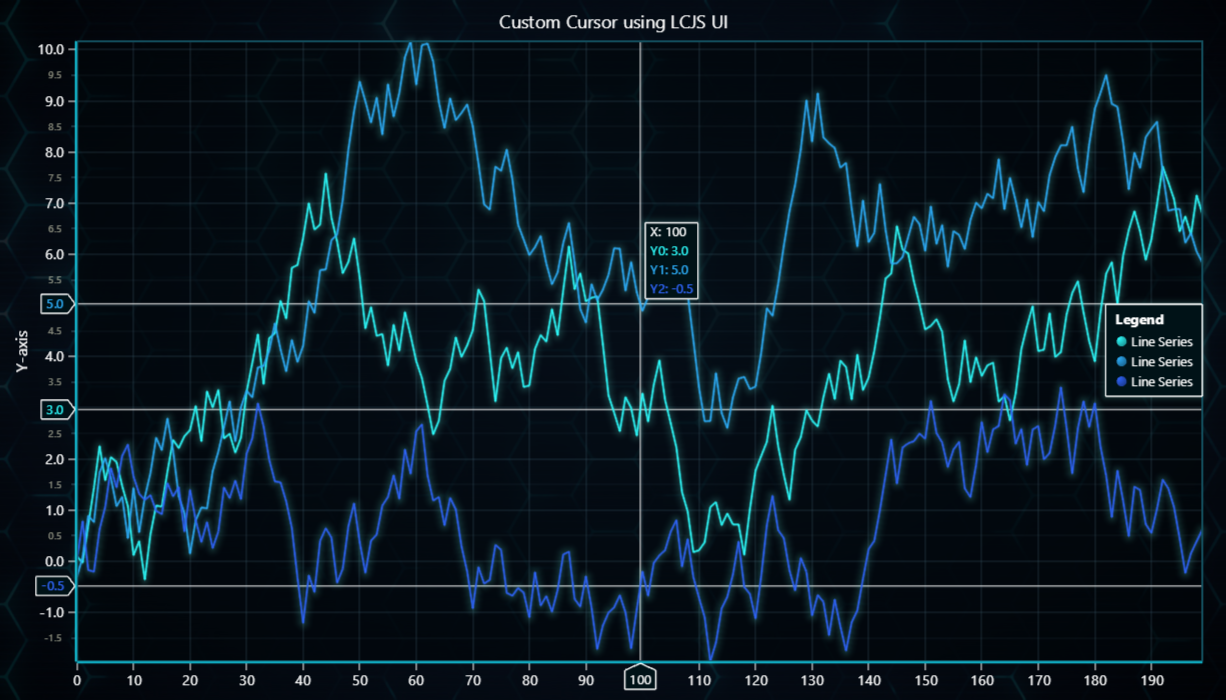 Custom Cursor using LCJS UI
Y-axis
10.0
9.5
9.0
8.5
8.0
7.5
7.0
6.5
6.0
5.5
5.0
4.5
4.0
3.5
3.0
2.5
2.0
1.5
1.0
0.5
0.0
-0.5
-1.0
-1.5
X: 100
Y0: 3.0
Y1: 5.0
Y2: -0.5
Legend
Line Series
Line Series
Line Series
0 10 20 30 40 50 60 70 80 90 100 110 120 130 140 150 160 170 180 190